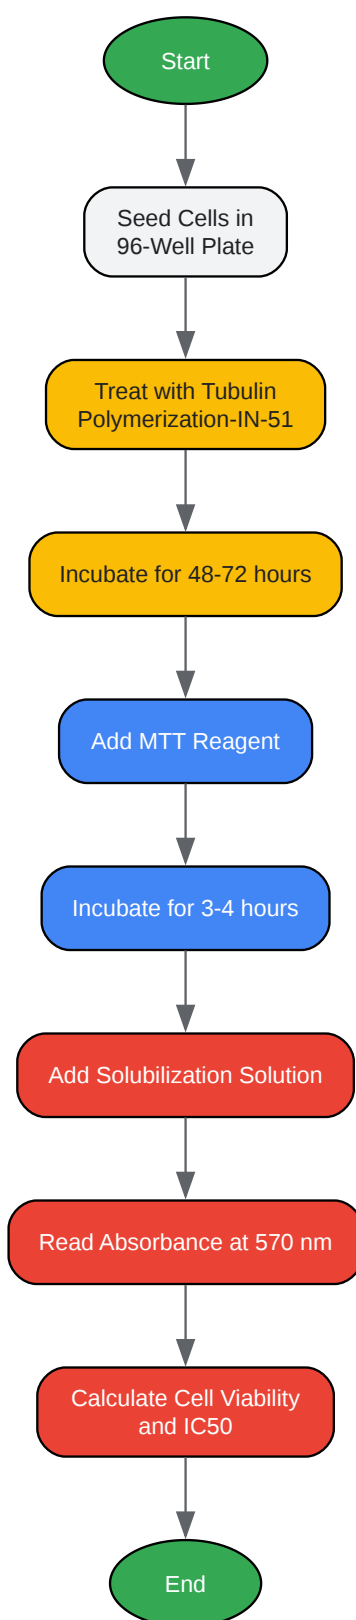 Start
Seed Cells in
96-Well Plate
Treat with Tubulin
Polymerization-IN-51
Incubate for 48-72 hours
Add MTT Reagent
Incubate for 3-4 hours
Add Solubilization Solution
Read Absorbance at 570 nm
Calculate Cell Viability
and IC50
End